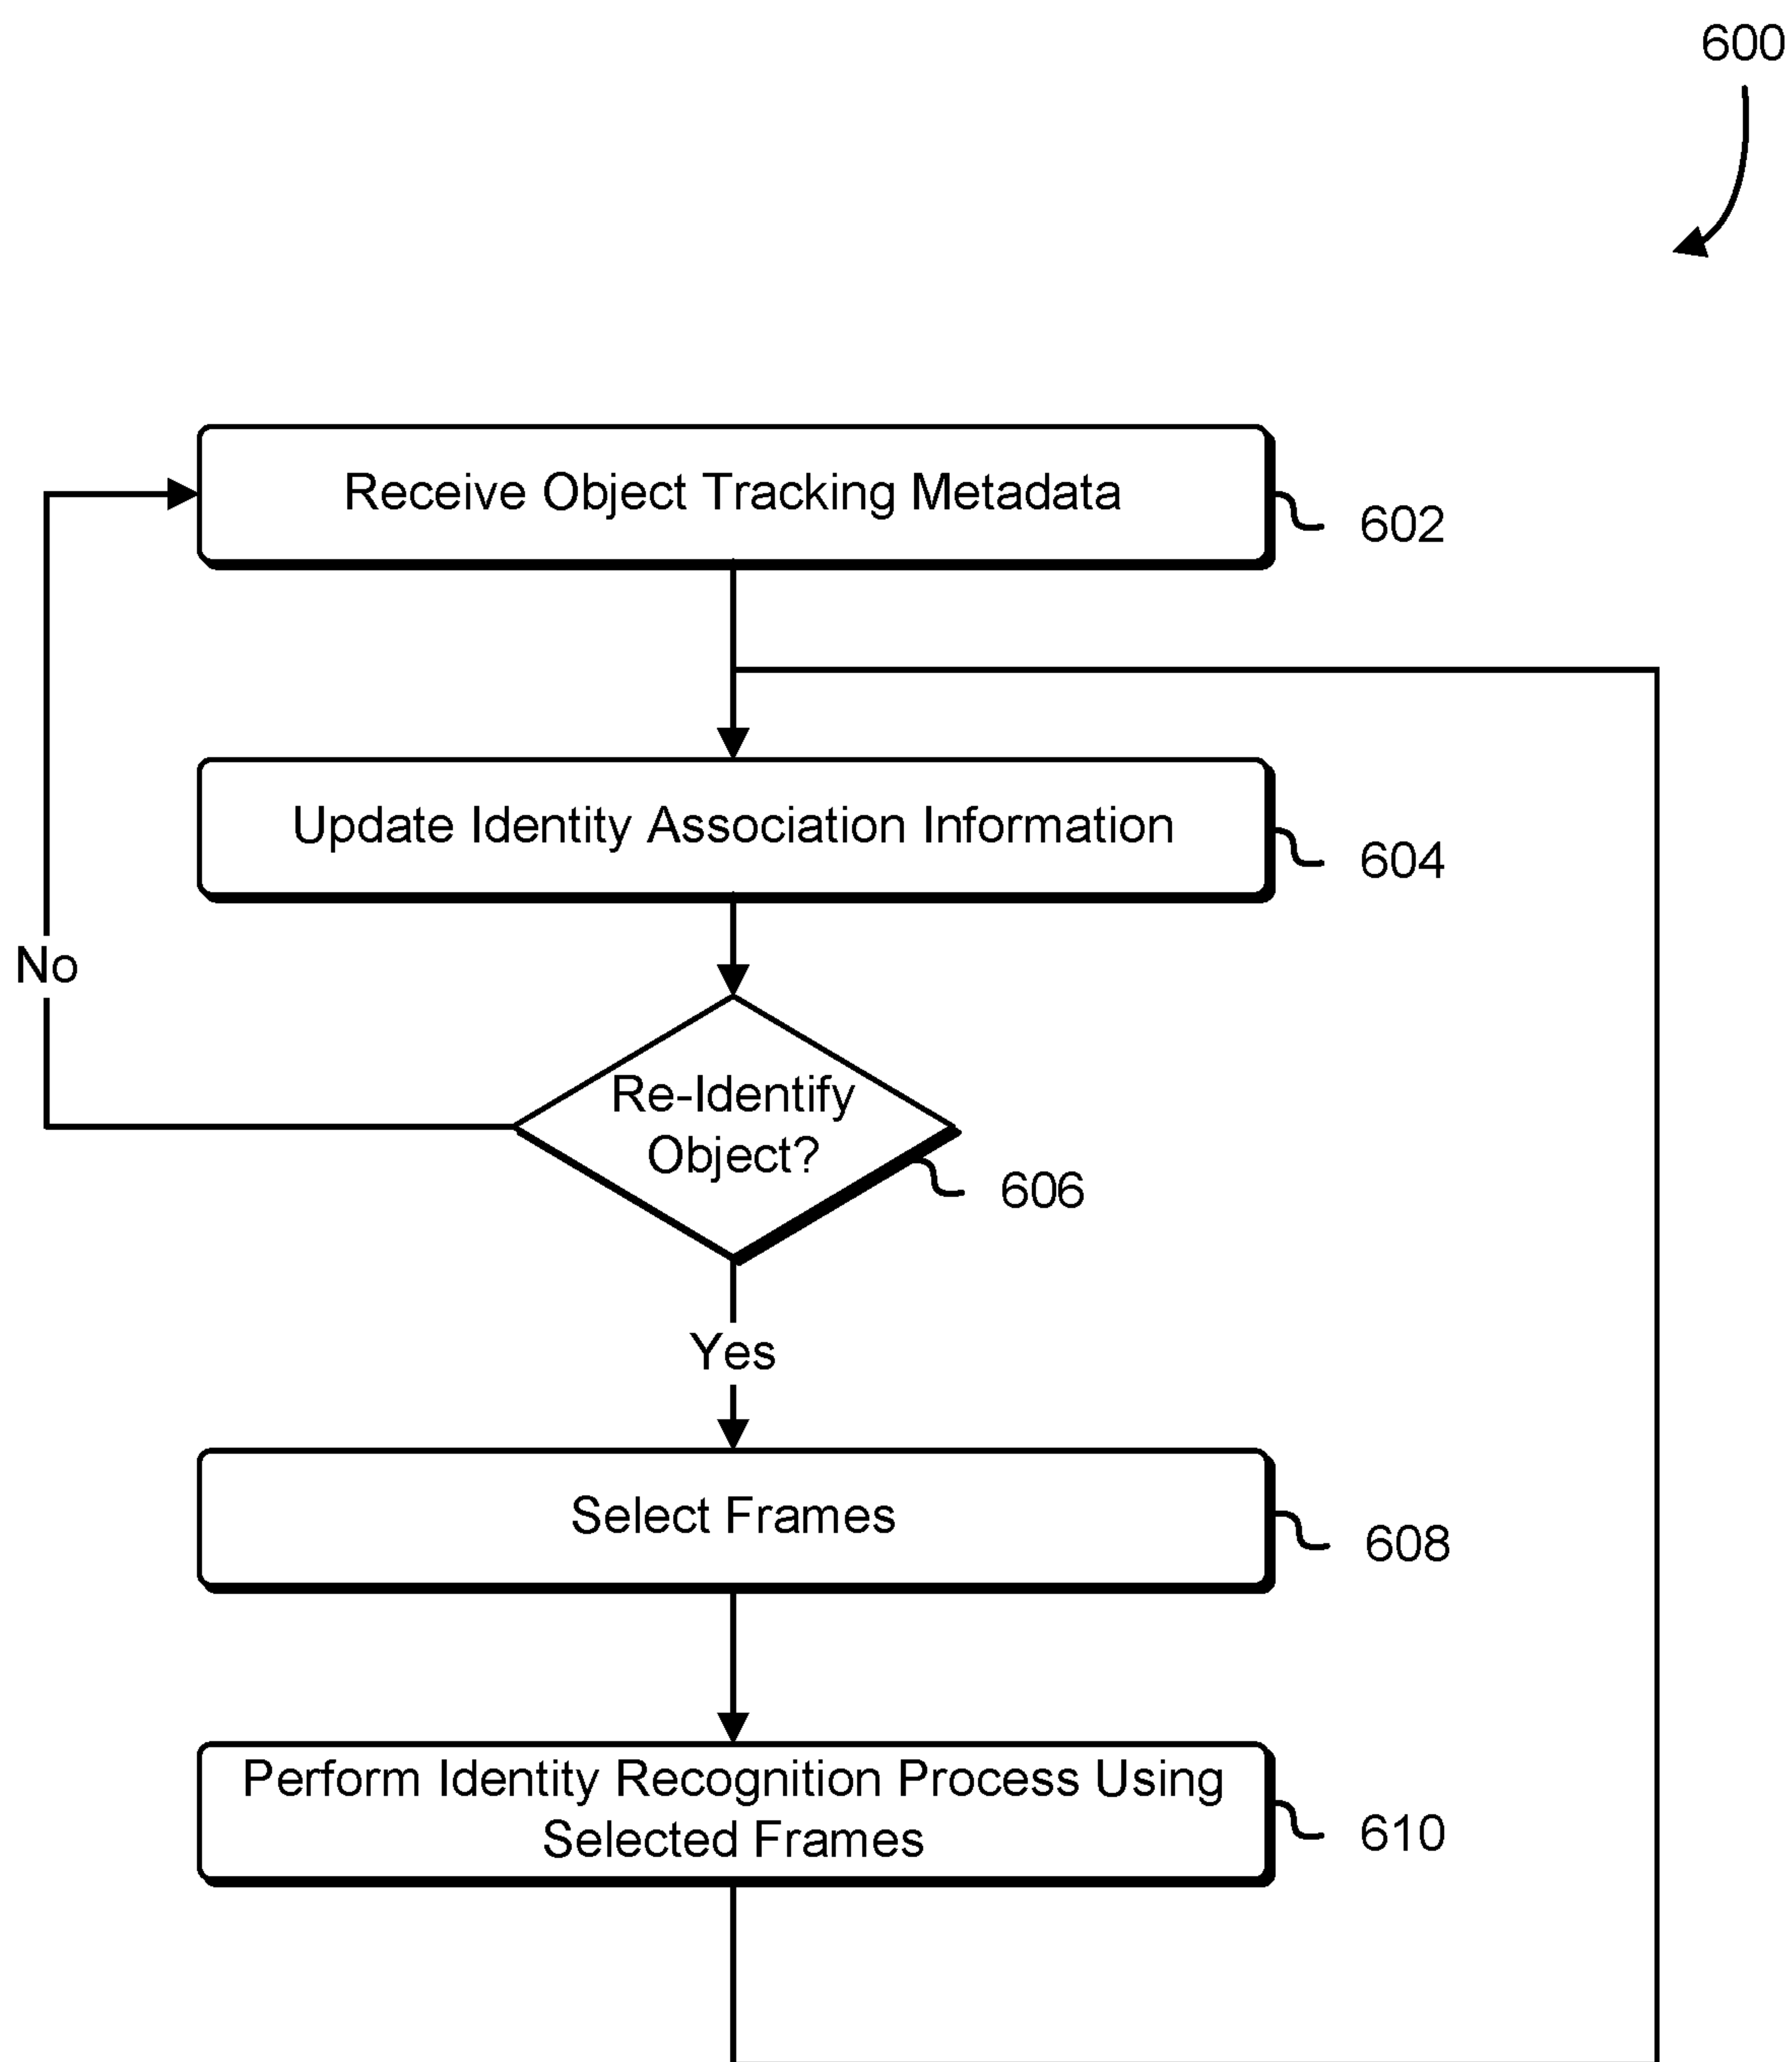 600
Receive Object Tracking Metadata
602
Update Identity Association Information
604
No
Re-Identify
Object?
606
Yes
Select Frames
608
Perform Identity Recognition Process Using
Selected Frames
610